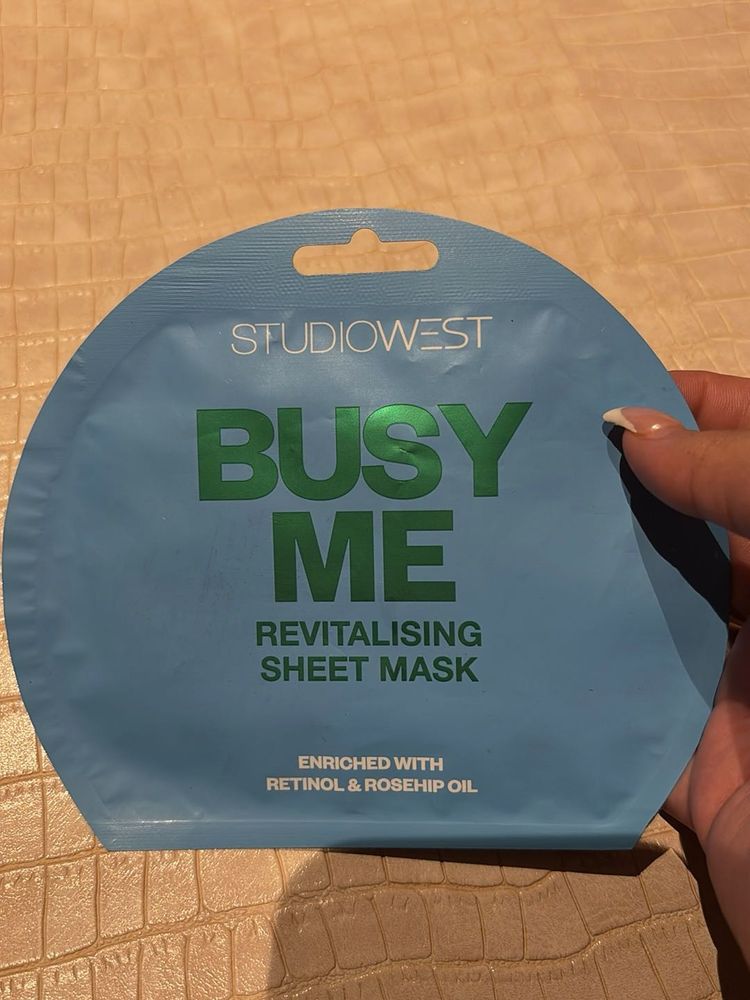 STUDIOWEST
BUSY
ME
REVITALISING
SHEET MASK
ENRICHED WITH
RETINOL & ROSEHIP OIL